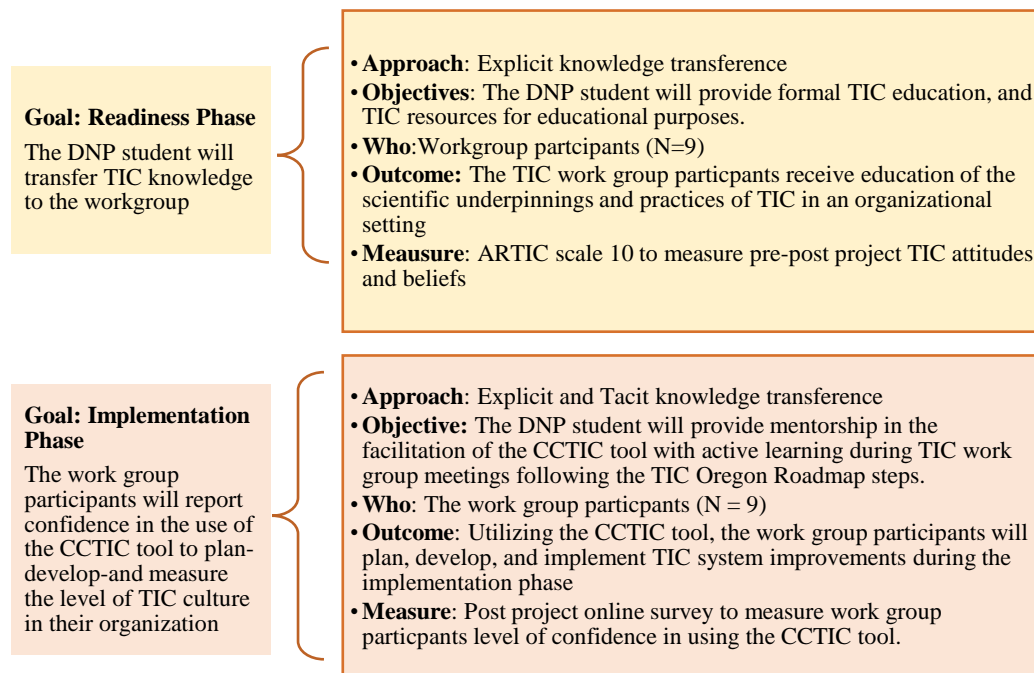 Goal: Readiness Phase
The DNP student will
transfer TIC knowledge
to the workgroup
• Approach: Explicit knowledge transference
• Objectives: The DNP student will provide formal TIC education, and
TIC resources for educational purposes.
• Who:Workgroup partcipants (N=9)
• Outcome: The TIC work group particpants receive education of the
scientific underpinnings and practices of TIC in an organizational
setting
• Meausure: ARTIC scale 10 to measure pre-post project TIC attitudes
and beliefs
Goal: Implementation
Phase
The work group
participants will report
confidence in the use of
the CCTIC tool to plan-
develop-and measure
the level of TIC culture
in their organization
• Approach: Explicit and Tacit knowledge transference
• Objective: The DNP student will provide mentorship in the
facilitation of the CCTIC tool with active learning during TIC work
group meetings following the TIC Oregon Roadmap steps.
• Who: The work group particpants (N = 9)
• Outcome: Utilizing the CCTIC tool, the work group participants will
plan, develop, and implement TIC system improvements during the
implementation phase
• Measure: Post project online survey to measure work group
particpants level of confidence in using the CCTIC tool.